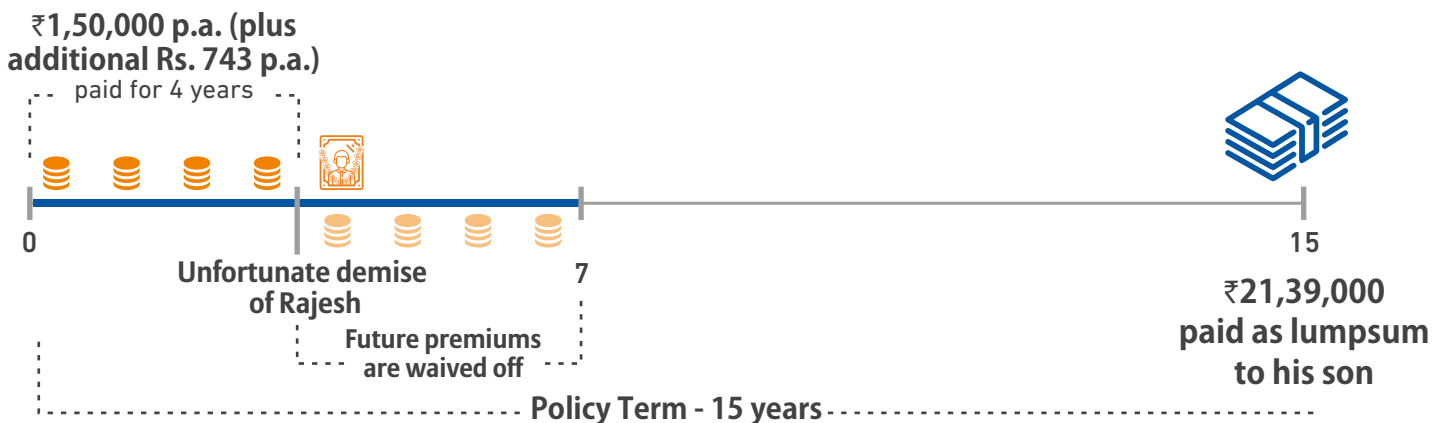 ₹1,50,000 p.a. (plus
additional Rs. 743 p.a.)
paid for 4 years
0
Unfortunate demise
of Rajesh
7
Future premiums
are waived off
15
₹21,39,000
paid as lumpsum
to his son
Policy Term - 15 years